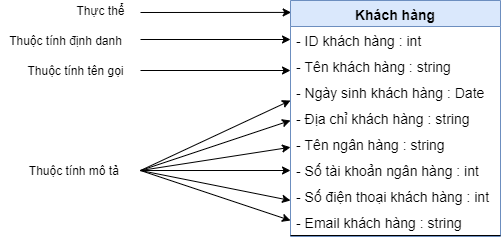 Thực thể
Khách hàng
Thuộc tính định danh
- ID khách hàng : int
Thuộc tính tên gọi
- Tên khách hàng : string
- Ngày sinh khách hàng : Date
- Địa chỉ khách hàng : string
- Tên ngân hàng : string
Thuộc tính mô tả
- Số tài khoản ngân hàng : int
- Số điện thoại khách hàng : int
- Email khách hàng : string